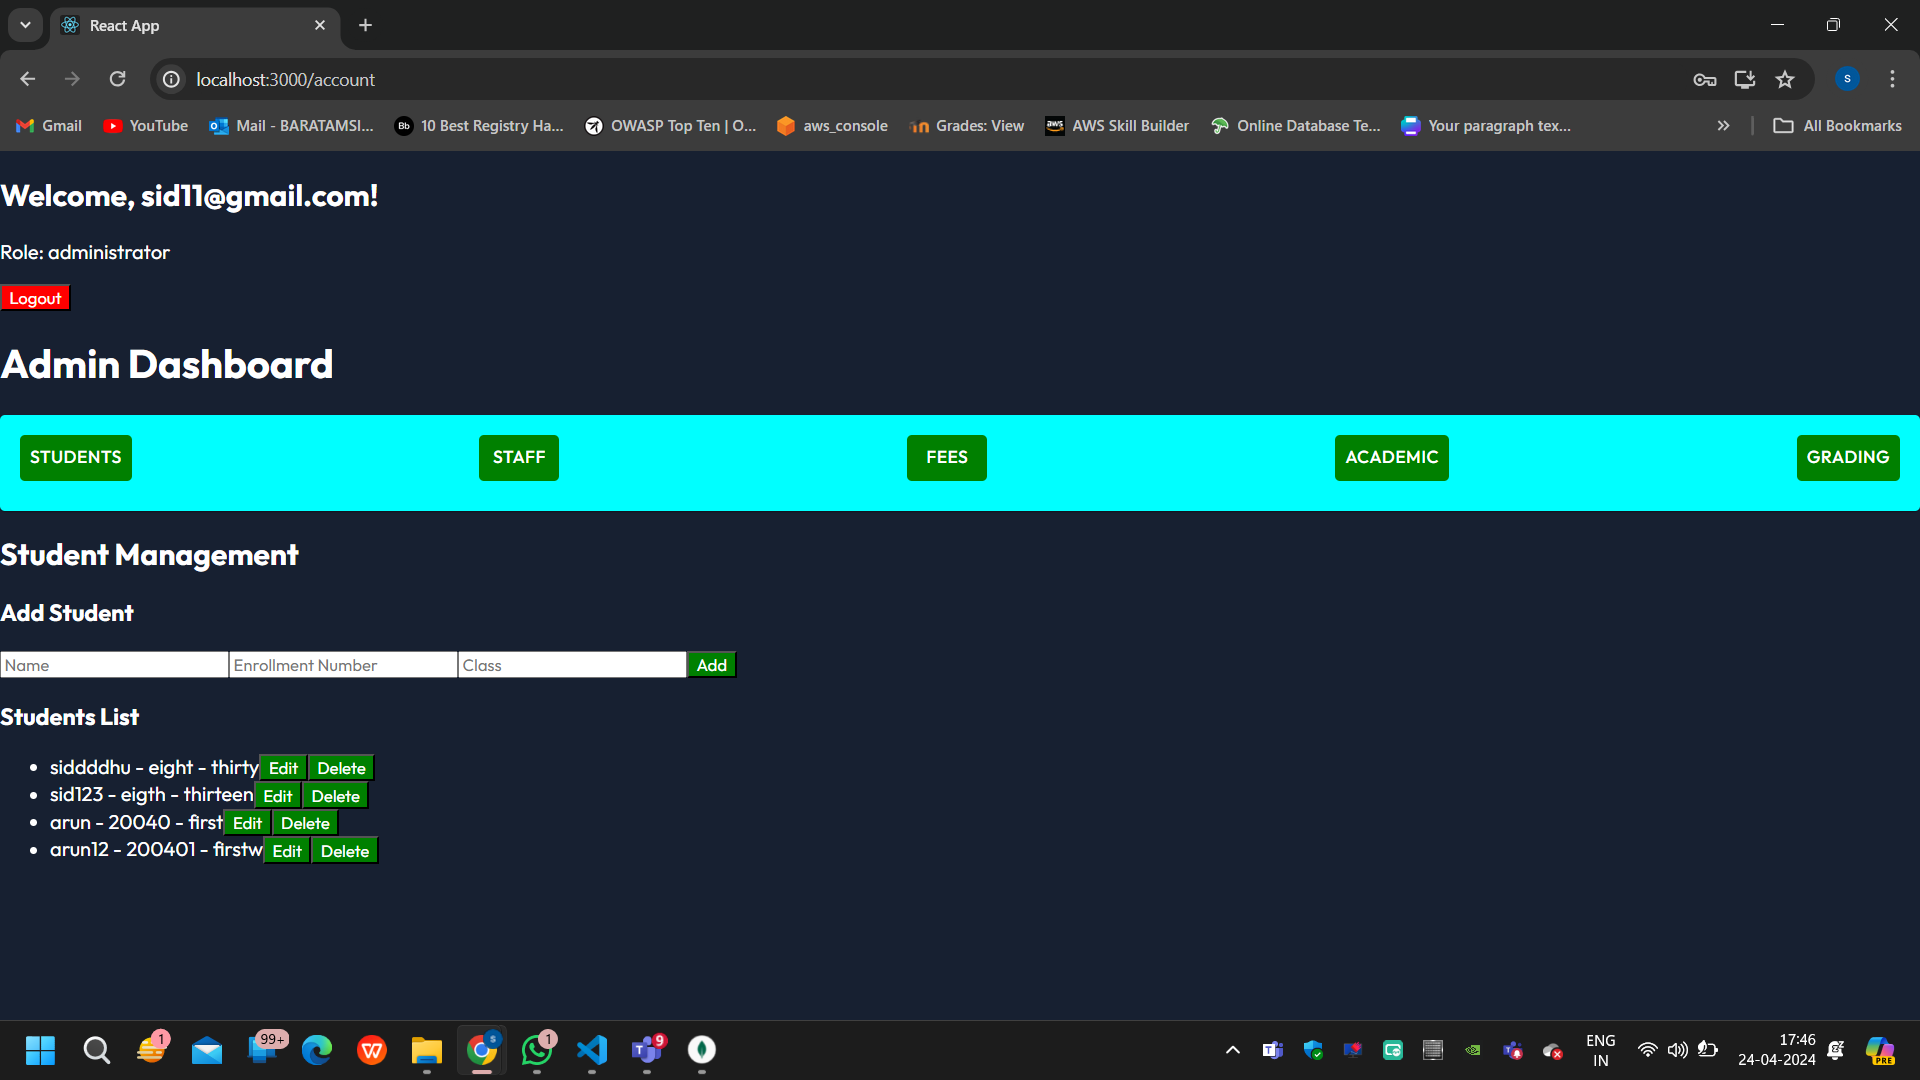 React App
localhost:3000/account
s
Gmail
YouTube
Mail - BARATAMSI...
Bb
10 Best Registry Ha...
OWASP Top Ten | O...
aws_console
Grades: View
aws
AWS Skill Builder
Online Database Te...
Your paragraph tex...
All Bookmarks
Welcome, sid11@gmail.com!
Role: administrator
Logout
Admin Dashboard
STUDENTS
STAFF
FEES
ACADEMIC
GRADING
Student Management
Add Student
Name
Enrollment Number
Class
Add
Students List
• siddddhu - eight - thirty Edit Delete
• sid123 - eigth - thirteen Edit Delete
• arun - 20040 - first Edit Delete
• arun12 - 200401 - firstw Edit Delete
1
99+
S
1
9
ENG
IN
17:46
24-04-2024
PRE